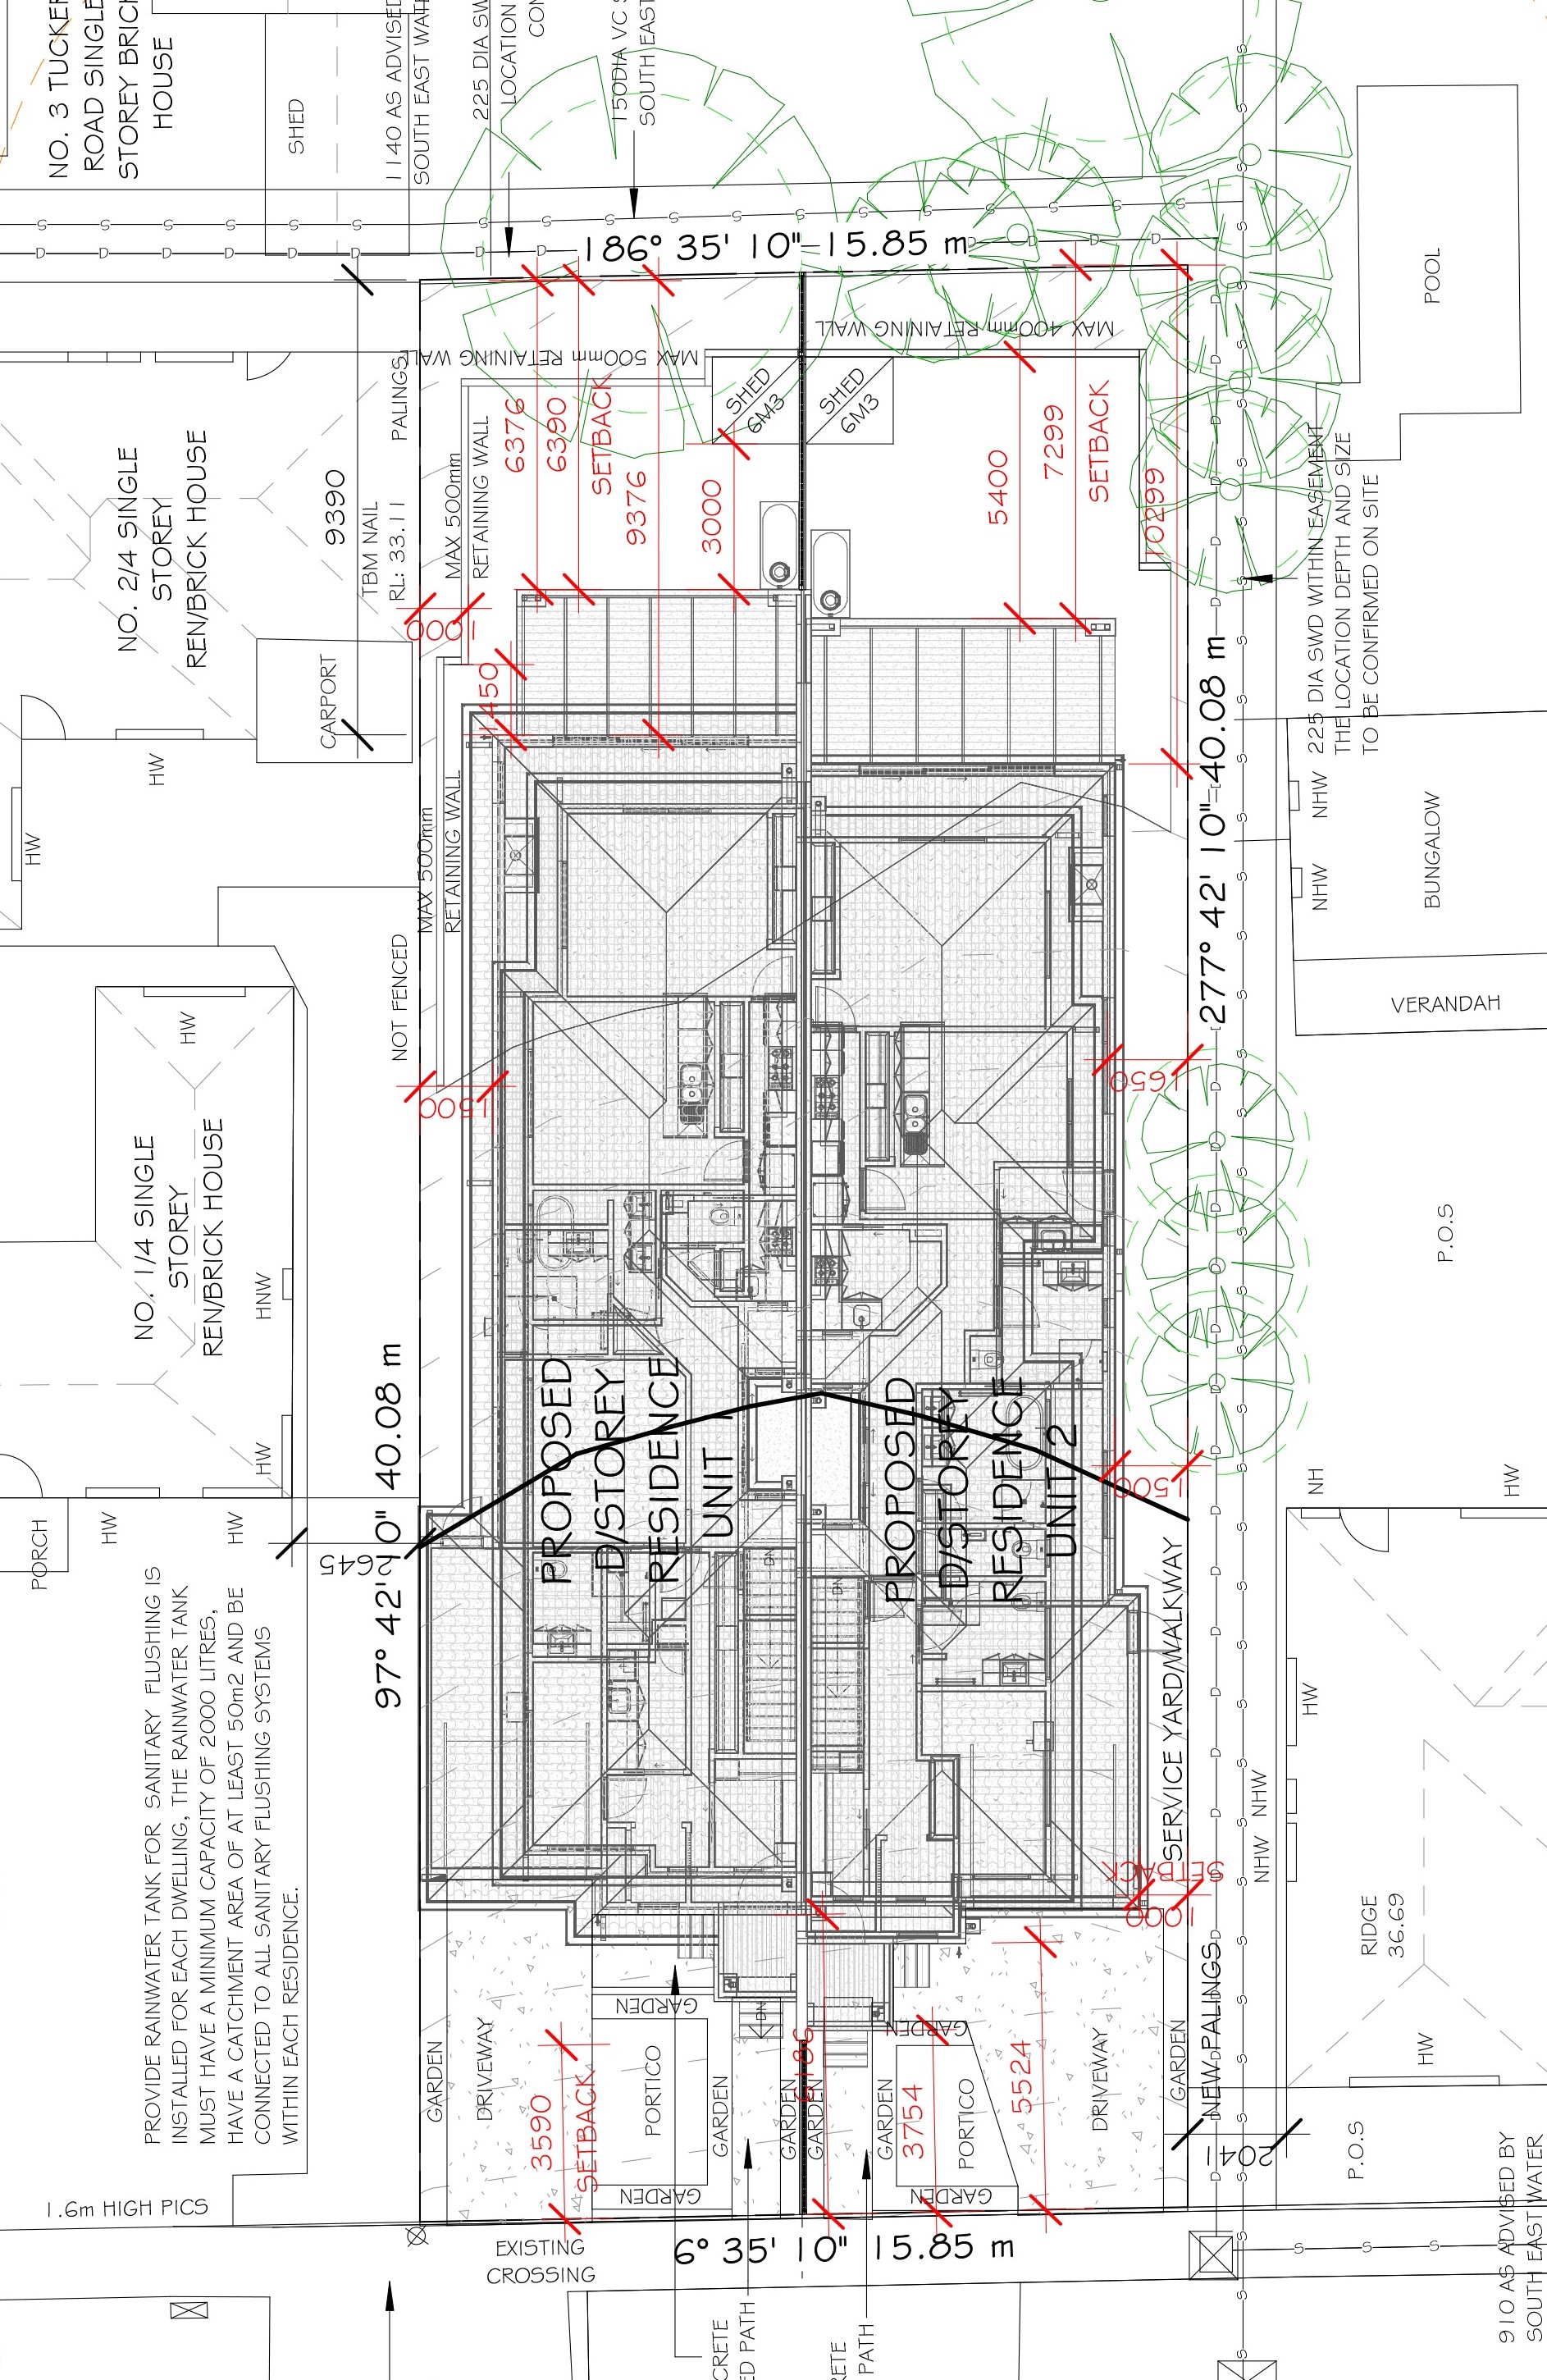 NO. 3 TUCKER
ROAD SINGLE
STOREY BRICK
HOUSE
SHED
1140 AS ADVISED
SOUTH EAST WATER
225 DIA SW
LOCATION
CON
150DIA VC S
SOUTH EAST
186° 35' 10" 15.85 m
MAX 500mm RETAINING WALL
MAX 400mm RETAINING WALL
SHED
6M3
SHED
6M3
POOL
PALINGS
NO. 2/4 SINGLE
STOREY
REN/BRICK HOUSE
9390
TBM NAIL
RL: 33.11
MAX 500mm
RETAINING WALL
6376
6390
SETBACK
9376
3000
5400
7299
SETBACK
10299
225 DIA SWD WITHIN EASEMENT
THE LOCATION DEPTH AND SIZE
TO BE CONFIRMED ON SITE
1000
1450
CARPORT
HW
HW
MAX 500mm
RETAINING WALL
277° 42' 10" 40.08 m
NHW
NHW
BUNGALOW
VERANDAH
NOT FENCED
1500
1650
NO. 1/4 SINGLE
STOREY
REN/BRICK HOUSE
HW
HNW
HW
P.O.S
97° 42' 10" 40.08 m
PROPOSED
D/STOREY
RESIDENCE
UNIT 1
PROPOSED
D/STOREY
RESIDENCE
UNIT 2
1500
NH
HW
PORCH
HW
HW
2645
PROVIDE RAINWATER TANK FOR SANITARY FLUSHING IS
INSTALLED FOR EACH DWELLING, THE RAINWATER TANK
MUST HAVE A MINIMUM CAPACITY OF 2000 LITRES,
HAVE A CATCHMENT AREA OF AT LEAST 50m2 AND BE
CONNECTED TO ALL SANITARY FLUSHING SYSTEMS
WITHIN EACH RESIDENCE.
DN
DN
SERVICE YARD/WALKWAY
HW
NHW
NHW
SETBACK
1000
RIDGE
36.69
HW
NEW PALINGS
GARDEN
DRIVEWAY
3590
SETBACK
GARDEN
PORTICO
GARDEN
GARDEN
DN
GARDEN
GARDEN
6186
GARDEN
GARDEN
3754
PORTICO
GARDEN
5524
DRIVEWAY
GARDEN
2041
P.O.S
1.6m HIGH PICS
EXISTING
CROSSING
6° 35' 10" 15.85 m
CRETE
ED PATH
RETE
PATH
910 AS ADVISED BY
SOUTH EAST WATER